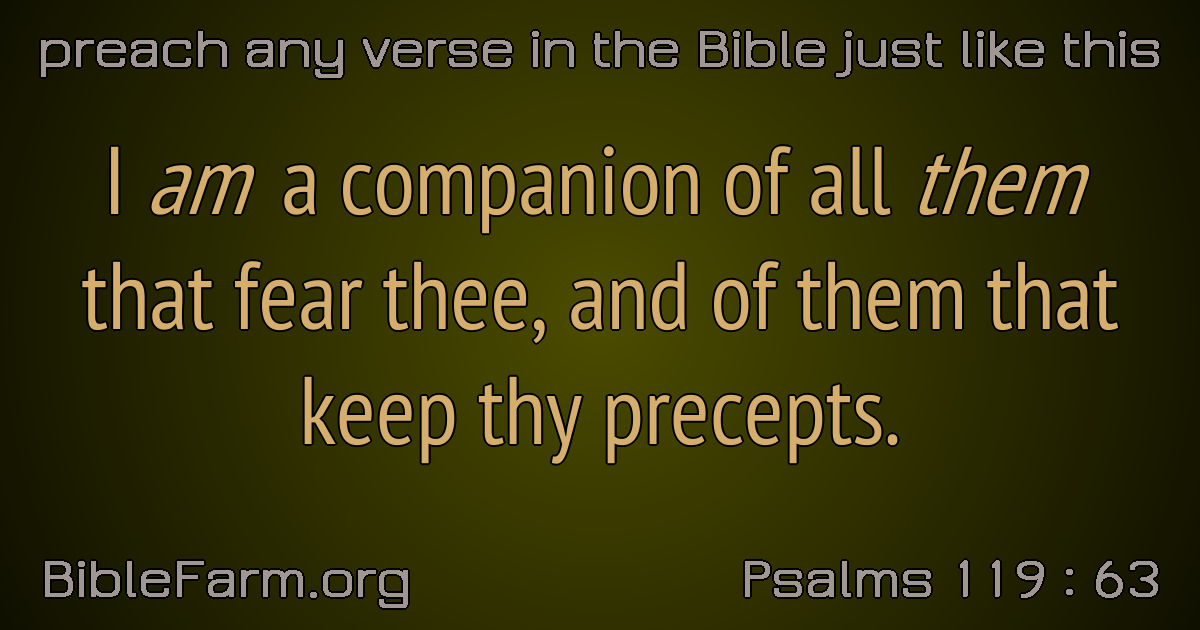 preach any verse in the Bible just like this
I am a companion of all them
that fear thee, and of them that
keep thy precepts.
BibleFarm.org
Psalms 119 : 63